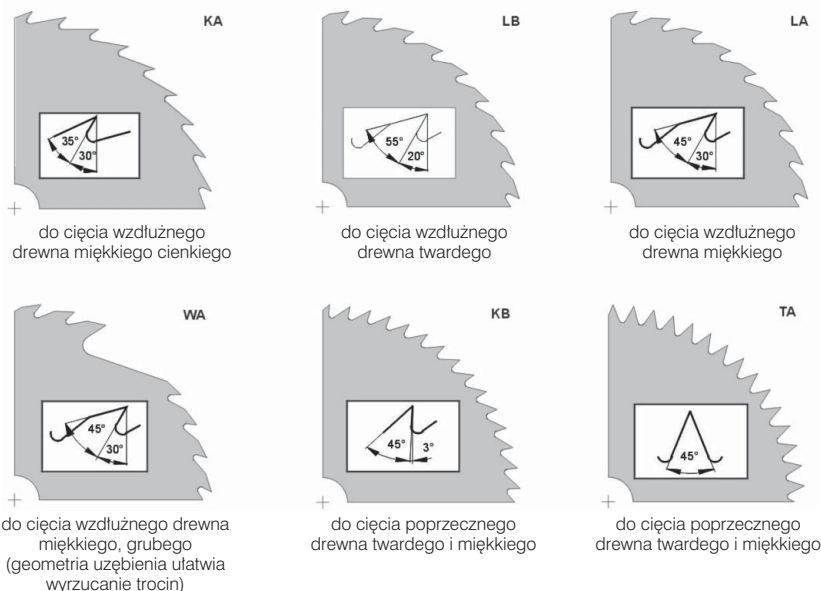 KA
35°
30°
do cięcia wzdłużnego
drewna miękkiego cienkiego
LB
55°
20°
do cięcia wzdłużnego
drewna twardego
LA
45°
30°
do cięcia wzdłużnego
drewna miękkiego
WA
45°
30°
do cięcia wzdłużnego drewna
miękkiego, grubego
(geometria uzębienia ułatwia
wyrzucanie trocin)
KB
45°
3°
do cięcia poprzecznego
drewna twardego i miękkiego
TA
45°
do cięcia poprzecznego
drewna twardego i miękkiego